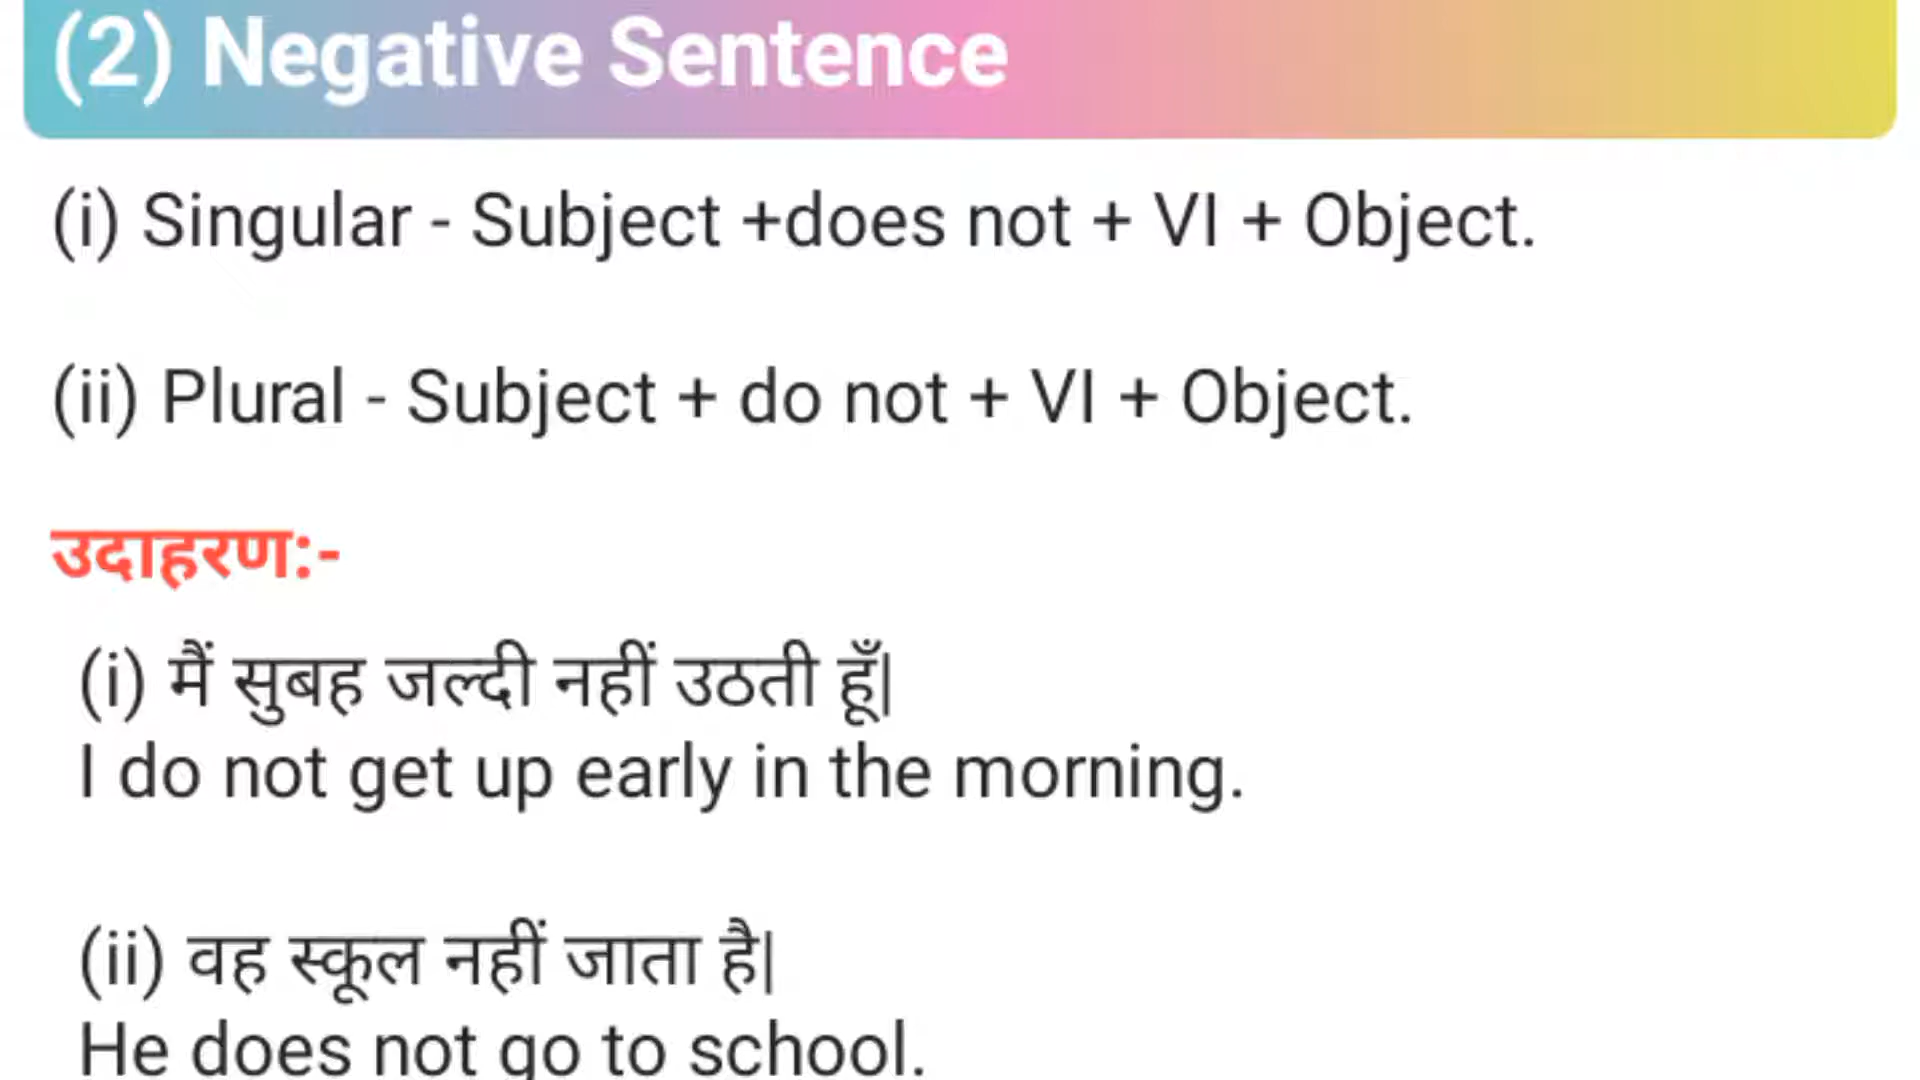 (2) Negative Sentence
(i) Singular - Subject +does not + VI + Object.
(ii) Plural - Subject + do not + VI + Object.
उदाहरण:-
(i) मैं सुबह जल्दी नहीं उठती हूँ|
I do not get up early in the morning.
(ii) वह स्कूल नहीं जाता है|
He does not go to school.